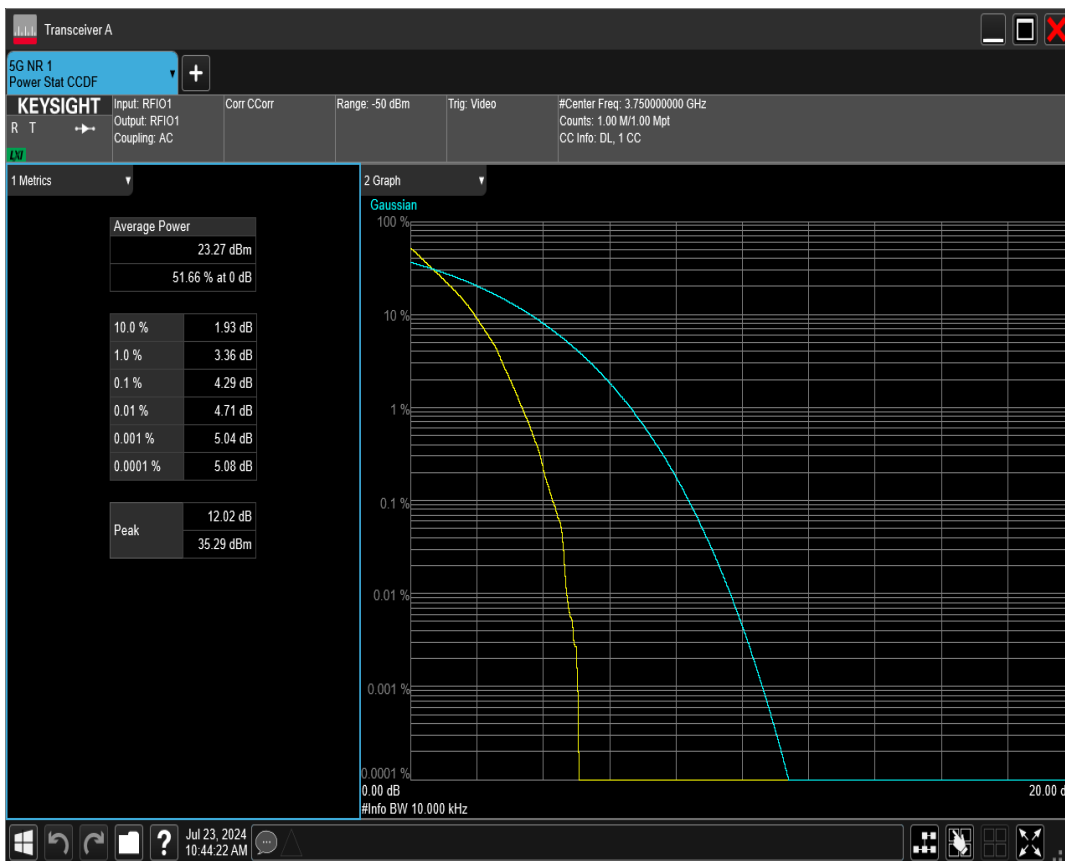 Transceiver A
5G NR 1
Power Stat CCDF
KEYSIGHT
R T
LXI
Input: RFIO1
Output: RFIO1
Coupling: AC
Corr CCorr
Range: -50 dBm
Trig: Video
#Center Freq: 3.750000000 GHz
Counts: 1.00 M/1.00 Mpt
CC Info: DL, 1 CC
1 Metrics
Average Power
23.27 dBm
51.66 % at 0 dB
10.0 % 1.93 dB
1.0 % 3.36 dB
0.1 % 4.29 dB
0.01 % 4.71 dB
0.001 % 5.04 dB
0.0001 % 5.08 dB
Peak 12.02 dB
35.29 dBm
2 Graph
Gaussian
100 %
10 %
1 %
0.1 %
0.01 %
0.001 %
0.0001 %
0.00 dB 20.00 d
#Info BW 10.000 kHz
?
Jul 23, 2024
10:44:22 AM